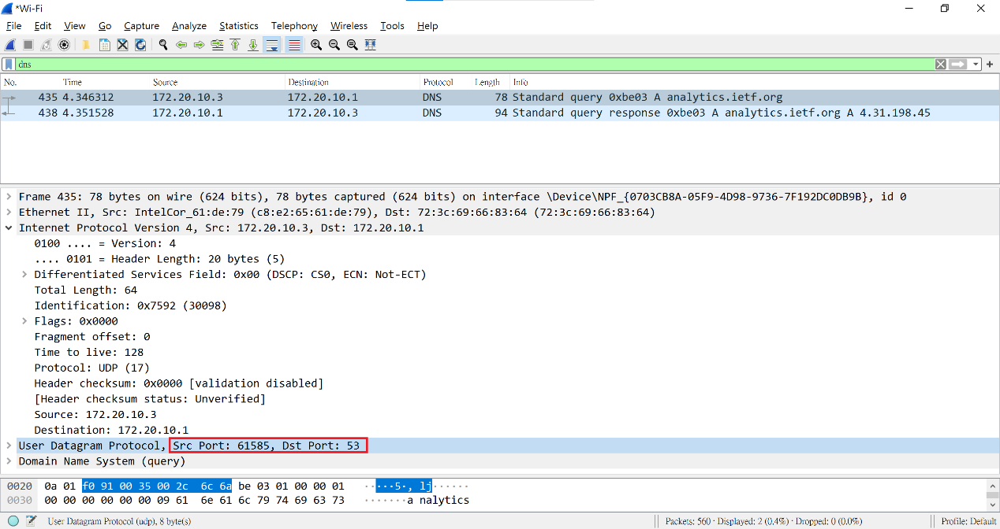 *Wi-Fi
File Edit View Go Capture Analyze Statistics Telephony Wireless Tools Help
dns
No. Time Source Destination Protocol Length Info
435 4.346312 172.20.10.3 172.20.10.1 DNS 78 Standard query 0xbe03 A analytics.ietf.org
438 4.351528 172.20.10.1 172.20.10.3 DNS 94 Standard query response 0xbe03 A analytics.ietf.org A 4.31.198.45
Frame 435: 78 bytes on wire (624 bits), 78 bytes captured (624 bits) on interface \Device\NPF_{0703CB8A-05F9-4D98-9736-7F192DC0DB9B}, id 0
Ethernet II, Src: IntelCor_61:de:79 (c8:e2:65:61:de:79), Dst: 72:3c:69:66:83:64 (72:3c:69:66:83:64)
Internet Protocol Version 4, Src: 172.20.10.3, Dst: 172.20.10.1
0100 .... = Version: 4
.... 0101 = Header Length: 20 bytes (5)
Differentiated Services Field: 0x00 (DSCP: CS0, ECN: Not-ECT)
Total Length: 64
Identification: 0x7592 (30098)
Flags: 0x0000
Fragment offset: 0
Time to live: 128
Protocol: UDP (17)
Header checksum: 0x0000 [validation disabled]
[Header checksum status: Unverified]
Source: 172.20.10.3
Destination: 172.20.10.1
User Datagram Protocol, Src Port: 61585, Dst Port: 53
Domain Name System (query)
0020 0a 01 f0 91 00 35 00 2c 6c 6a be 03 01 00 00 01 ·····5·, lj······
0030 00 00 00 00 00 00 09 61 6e 61 6c 79 74 69 63 73 ·······a nalytics
User Datagram Protocol (udp), 8 byte(s) Packets: 560 · Displayed: 2 (0.4%) · Dropped: 0 (0.0%) Profile: Default